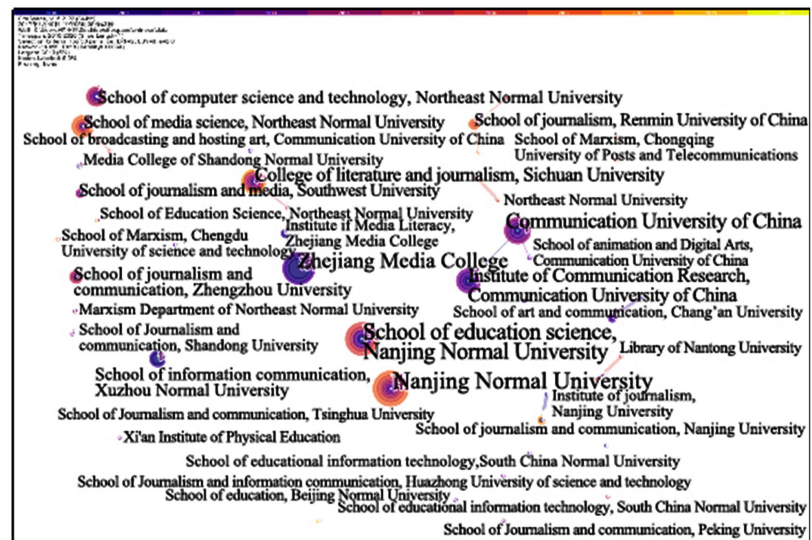 School of computer science and technology, Northeast Normal University
School of media science, Northeast Normal University
School of journalism, Renmin University of China
School of broadcasting and hosting art, Communication University of China
School of Marxism, Chongqing
University of Posts and Telecommunications
Media College of Shandong Normal University
College of literature and journalism, Sichuan University
School of journalism and media, Southwest University
Northeast Normal University
School of Education Science, Northeast Normal University
Communication University of China
Institute if Media Literacy,
Zhejiang Media College
School of Marxism, Chengdu
University of science and technology
School of animation and Digital Arts,
Communication University of China
Zhejiang Media College
School of journalism and
communication, Zhengzhou University
Institute of Communication Research,
Communication University of China
Marxism Department of Northeast Normal University
School of art and communication, Chang'an University
School of Journalism and
communication, Shandong University
School of education science,
Nanjing Normal University
Library of Nantong University
School of information communication,
Xuzhou Normal University
Nanjing Normal University
Institute of journalism,
Nanjing University
School of Journalism and communication, Tsinghua University
School of journalism and communication, Nanjing University
Xi'an Institute of Physical Education
School of educational information technology,South China Normal University
School of Journalism and information communication, Huazhong University of science and technology
School of education, Beijing Normal University
School of educational information technology, South China Normal University
School of Journalism and communication, Peking University